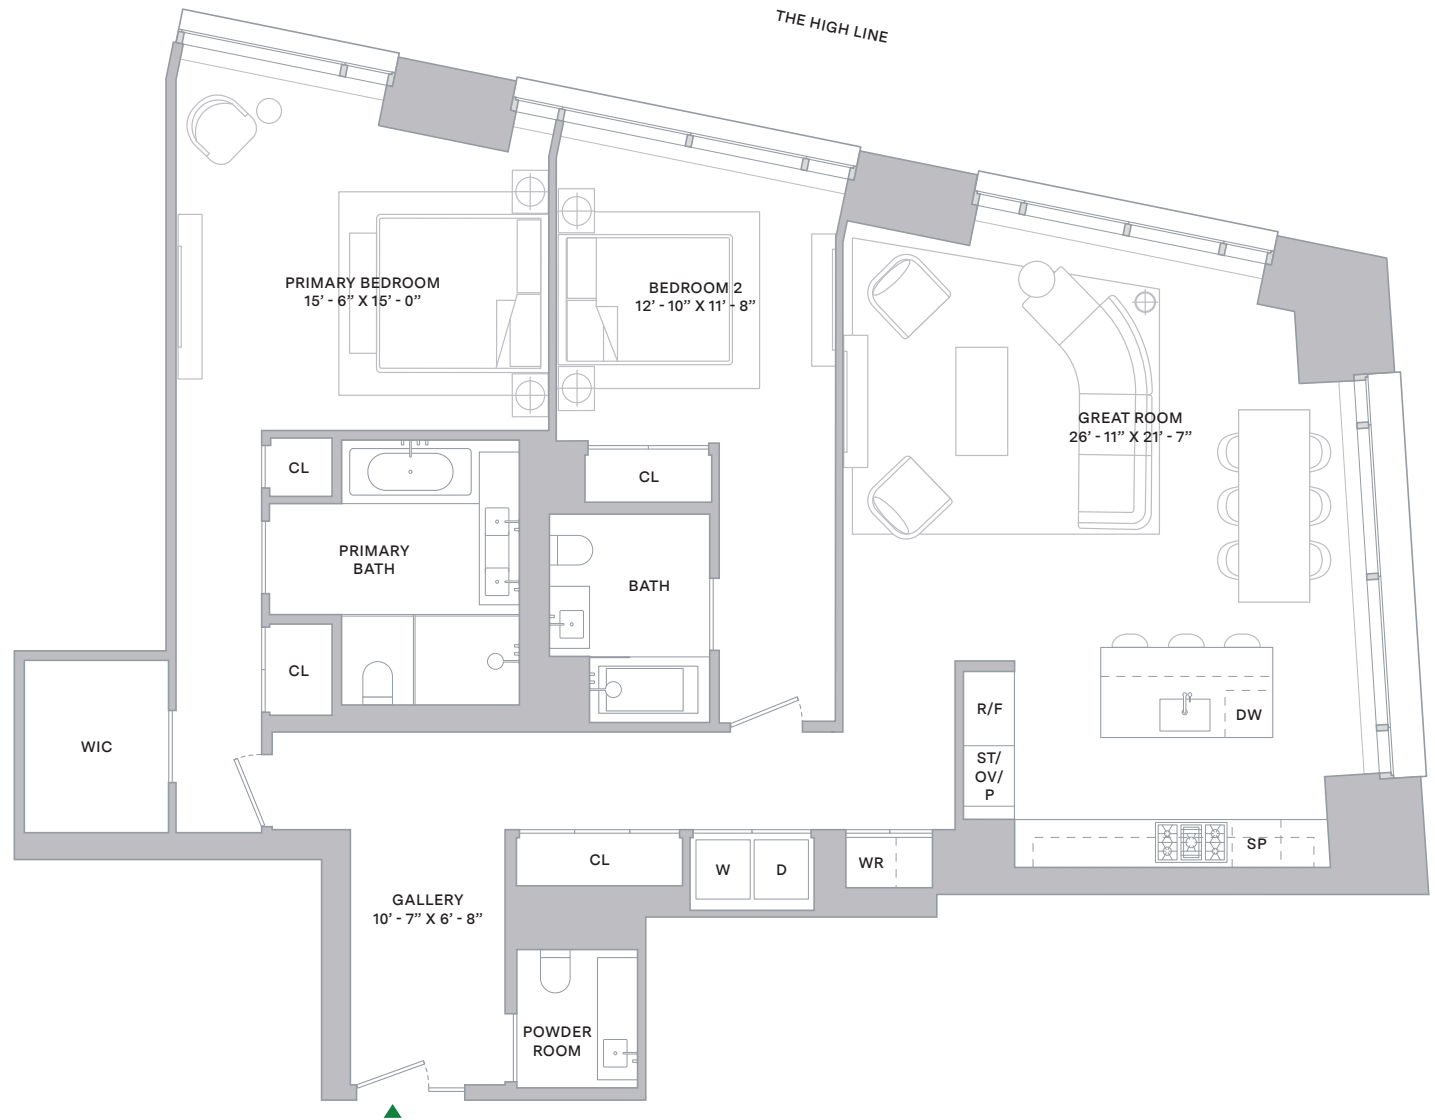 THE HIGH LINE
PRIMARY BEDROOM
15’ - 6” X 15’ - 0”
BEDROOM 2
12’ - 10” X 11’ - 8”
GREAT ROOM
26’ - 11” X 21’ - 7”
CL
CL
PRIMARY
BATH
BATH
CL
WIC
R/F
DW
ST/
OV/
P
SP
CL
W
D
WR
GALLERY
10’ - 7” X 6’ - 8”
POWDER
ROOM